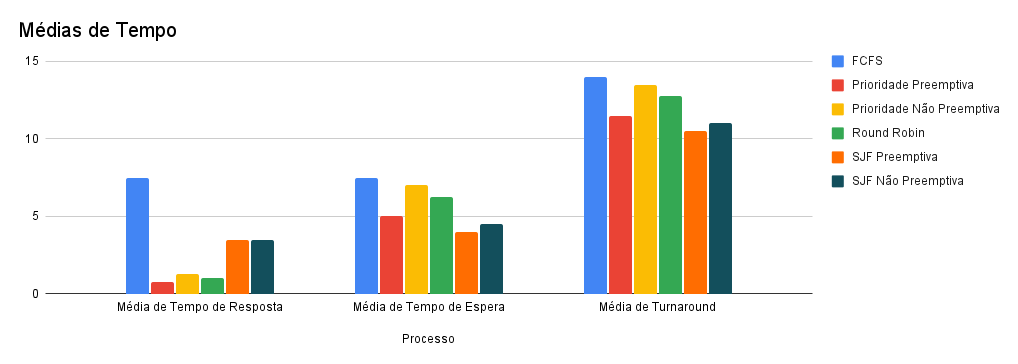 Médias de Tempo
15
10
5
0
Média de Tempo de Resposta
Média de Tempo de Espera
Média de Turnaround
Processo
FCFS
Prioridade Preemptiva
Prioridade Não Preemptiva
Round Robin
SJF Preemptiva
SJF Não Preemptiva